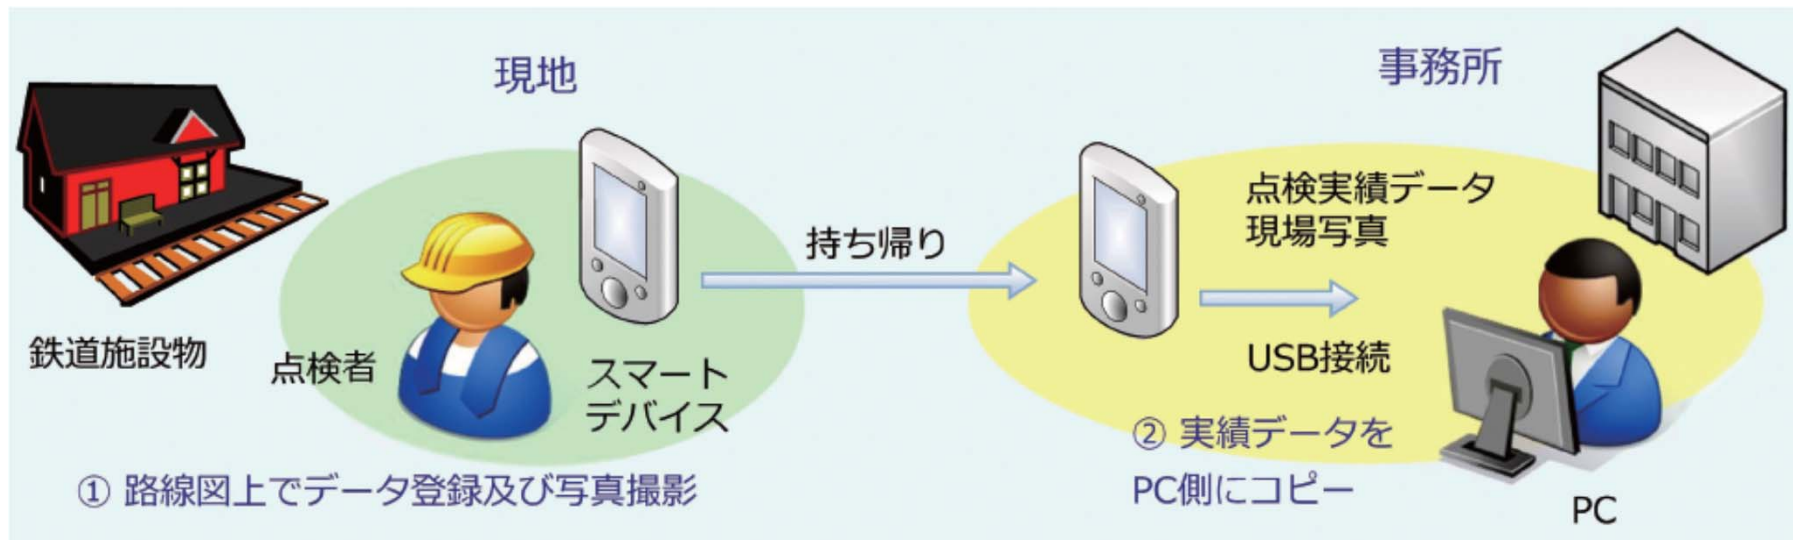 現地
事務所
鉄道施設物
点検者
スマート
デバイス
① 路線図上でデータ登録及び写真撮影
持ち帰り
点検実績データ
現場写真
USB接続
② 実績データを
PC側にコピー
PC